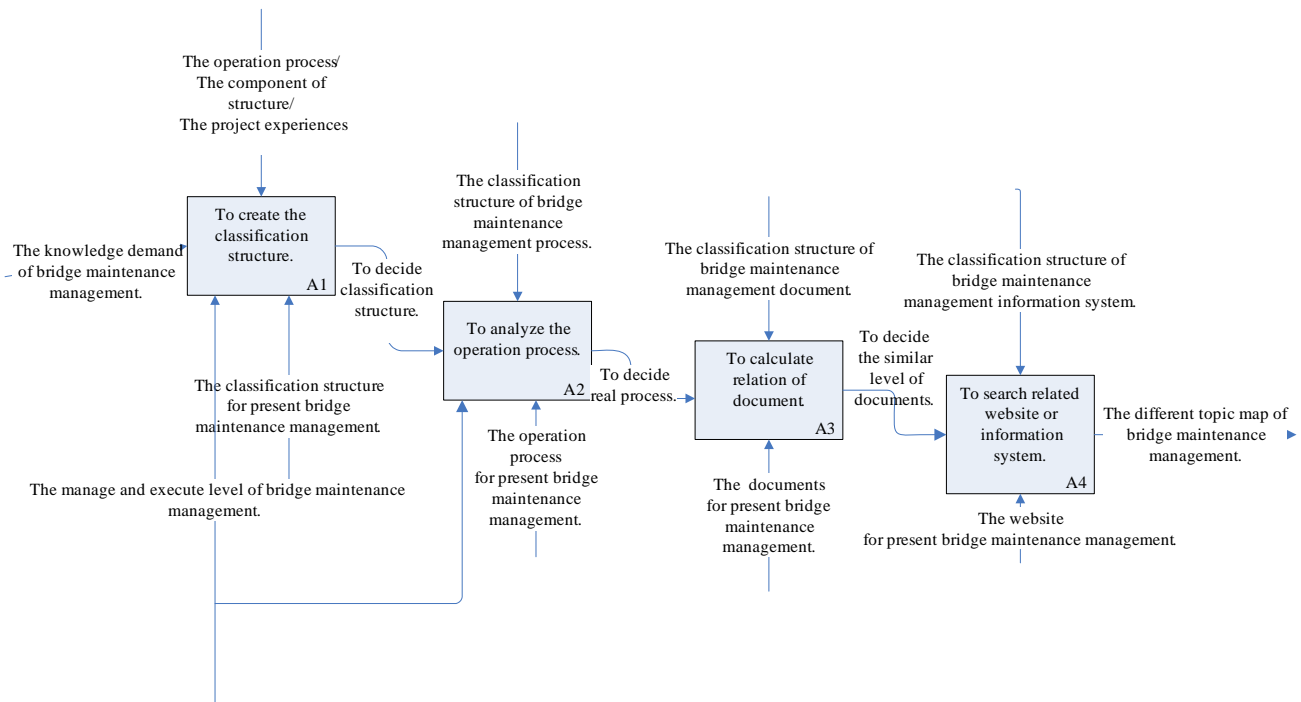 The operation process/
The component of
structure/
The project experiences
The knowledge demand
of bridge maintenance
management.
To create the
classification
structure.
A1
To decide
classification
structure.
The classification structure
for present bridge
maintenance management.
The manage and execute level of bridge maintenance
management.
The classification
structure of bridge
maintenance
management process.
To analyze the
operation process.
A2
To decide
real process.
The operation
process
for present bridge
maintenance
management.
The classification structure of
bridge maintenance
management document.
To calculate
relation of
document.
A3
To decide
the similar
level of
documents.
The documents
for present bridge
maintenance
management.
The classification structure of
bridge maintenance
management information system.
To search related
website or
information
system.
A4
The different topic map of
bridge maintenance
management.
The website
for present bridge maintenance management.